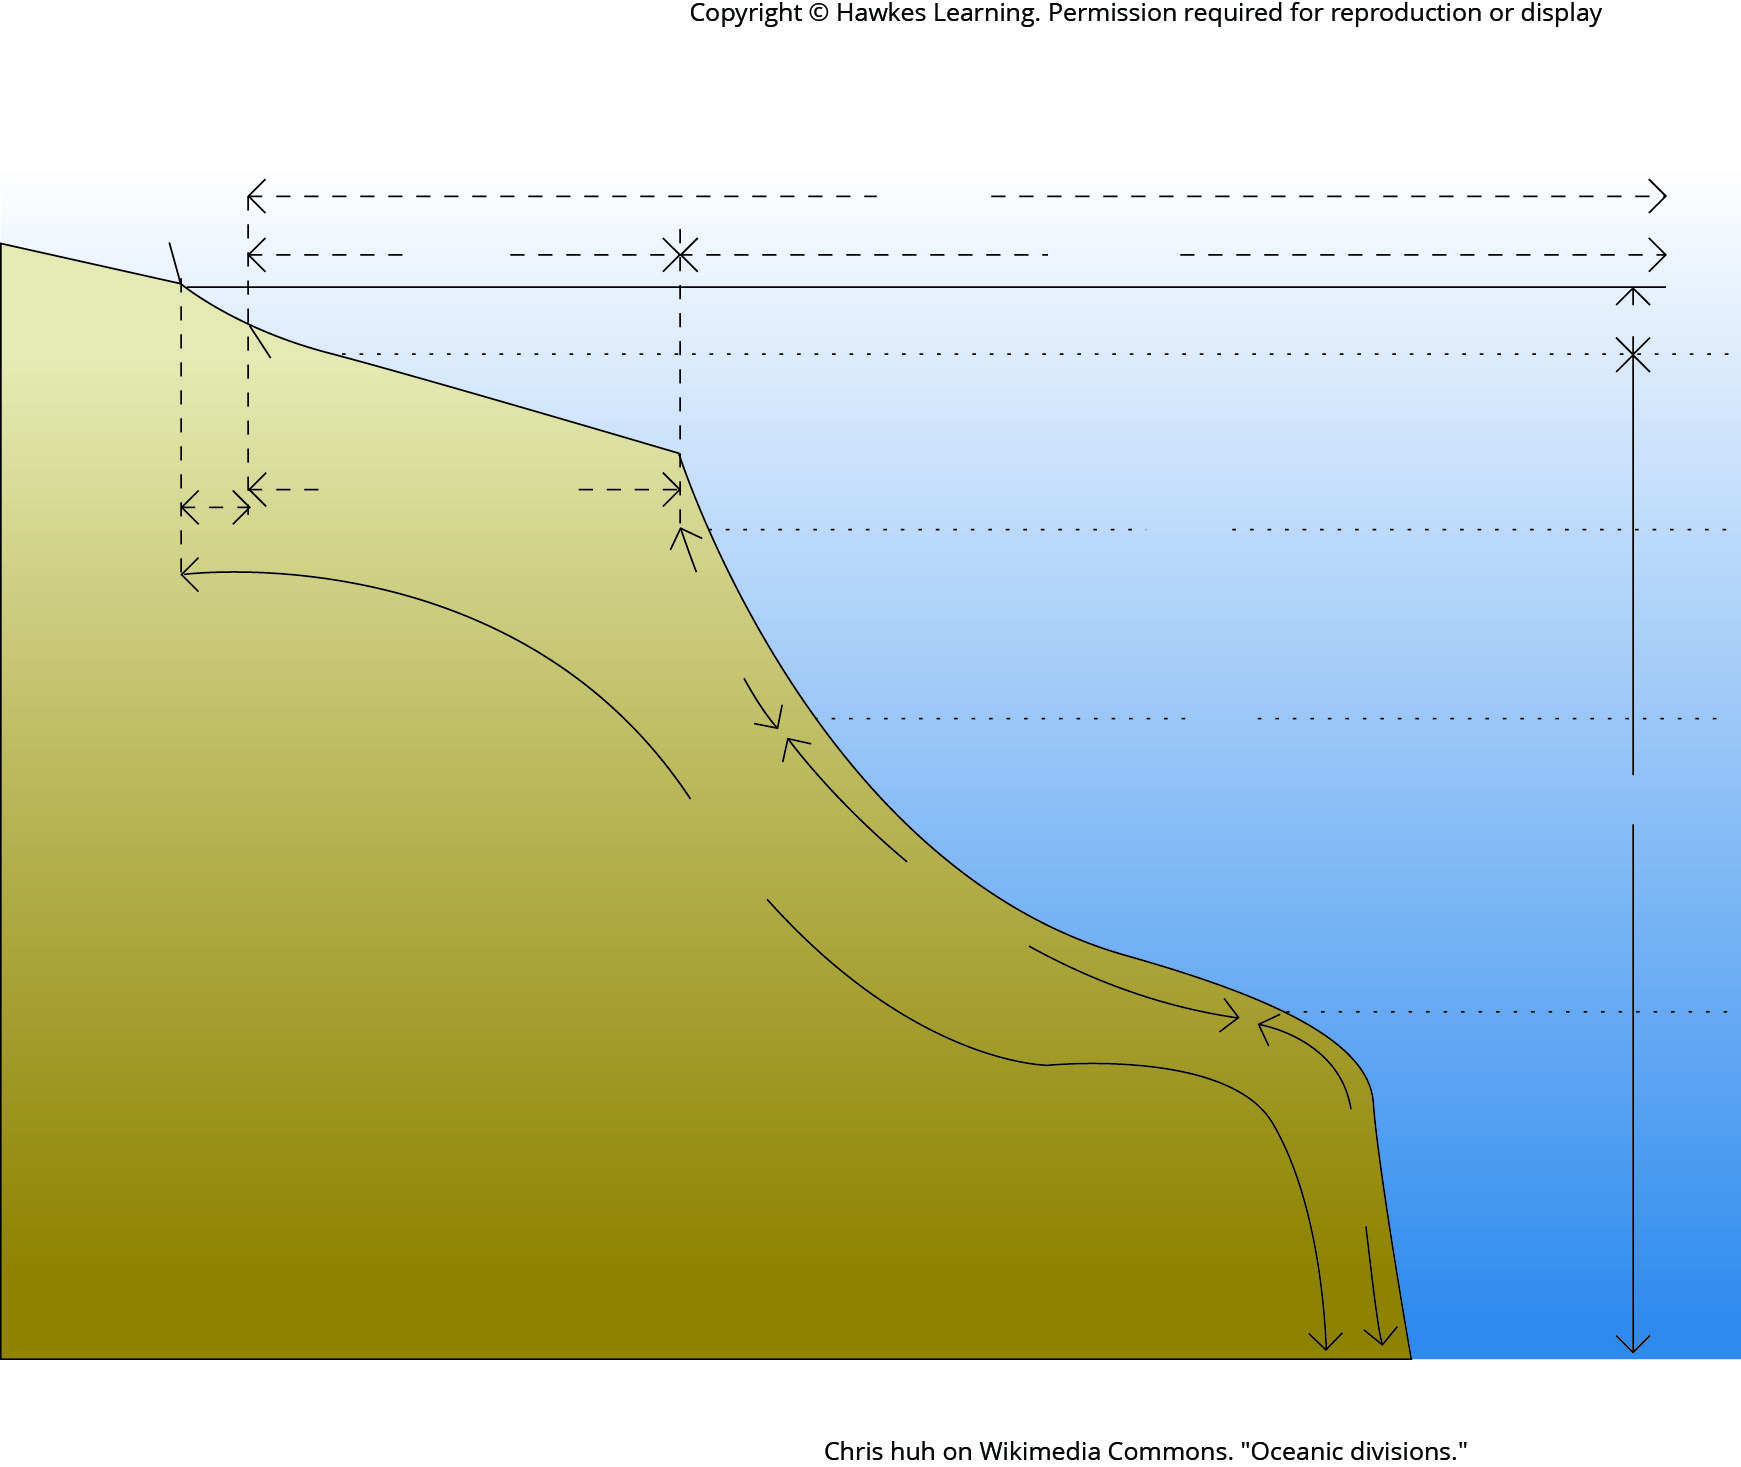 Copyright © Hawkes Learning. Permission required for reproduction or display
Chris huh on Wikimedia Commons. "Oceanic divisions."